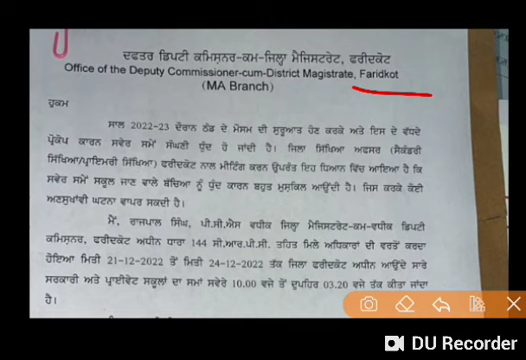 ਦਫਤਰ ਡਿਪਟੀ ਕਮਿਸ਼ਨਰ-ਕਮ-ਜਿਲ੍ਹਾ ਮੈਜਿਸਟਰੇਟ, ਫਰੀਦਕੋਟ
Office of the Deputy Commissioner-cum-District Magistrate, Faridkot
(MA Branch)
ਹੁਕਮ
ਸਾਲ 2022-23 ਦੌਰਾਨ ਠੰਡ ਦੇ ਮੌਸਮ ਦੀ ਸ਼ੁਰੂਆਤ ਹੋਣ ਕਰਕੇ ਅਤੇ ਇਸ ਦੇ ਵੱਧਦੇ
ਪ੍ਰਕੋਪ ਕਾਰਨ ਸਵੇਰ ਸਮੇਂ ਸੰਘਣੀ ਧੁੰਦ ਹੋ ਜਾਂਦੀ ਹੈ। ਜਿਲਾ ਸਿੱਖਿਆ ਅਫਸਰ (ਸੈਕੰਡਰੀ
ਸਿੱਖਿਆ/ਪ੍ਰਾਇਮਰੀ ਸਿੱਖਿਆ) ਫਰੀਦਕੋਟ ਨਾਲ ਮੀਟਿੰਗ ਕਰਨ ਉਪਰੰਤ ਇਹ ਧਿਆਨ ਵਿੱਚ ਆਇਆ ਹੈ ਕਿ
ਸਵੇਰ ਸਮੇਂ ਸਕੂਲ ਜਾਣ ਵਾਲੇ ਬੱਚਿਆ ਨੂੰ ਧੁੰਦ ਕਾਰਨ ਬਹੁਤ ਮੁਸ਼ਕਿਲ ਆਉਂਦੀ ਹੈ। ਜਿਸ ਕਰਕੇ ਕੋਈ
ਅਣਸੁਖਾਂਵੀ ਘਟਨਾ ਵਾਪਰ ਸਕਦੀ ਹੈ।
ਮੈਂ, ਰਾਜਪਾਲ ਸਿੰਘ, ਪੀ.ਸੀ.ਐਸ ਵਧੀਕ ਜਿਲ੍ਹਾ ਮੈਜਿਸਟਰੇਟ-ਕਮ-ਵਧੀਕ ਡਿਪਟੀ
ਕਮਿਸ਼ਨਰ, ਫਰੀਦਕੋਟ ਅਧੀਨ ਧਾਰਾ 144 ਸੀ.ਆਰ.ਪੀ.ਸੀ. ਤਹਿਤ ਮਿਲੇ ਅਧਿਕਾਰਾਂ ਦੀ ਵਰਤੋਂ ਕਰਦਾ
ਹੋਇਆ ਮਿਤੀ 21-12-2022 ਤੋਂ ਮਿਤੀ 24-12-2022 ਤੱਕ ਜਿਲਾ ਫਰੀਦਕੋਟ ਅਧੀਨ ਆਉਂਦੇ ਸਾਰੇ
ਸਰਕਾਰੀ ਅਤੇ ਪ੍ਰਾਈਵੇਟ ਸਕੂਲਾਂ ਦਾ ਸਮਾਂ ਸਵੇਰੇ 10.00 ਵਜੇ ਤੋਂ ਦੁਪਹਿਰ 03.20 ਵਜੇ ਤੱਕ ਕੀਤਾ ਜਾਂਦਾ
ਹੈ।
DU Recorder